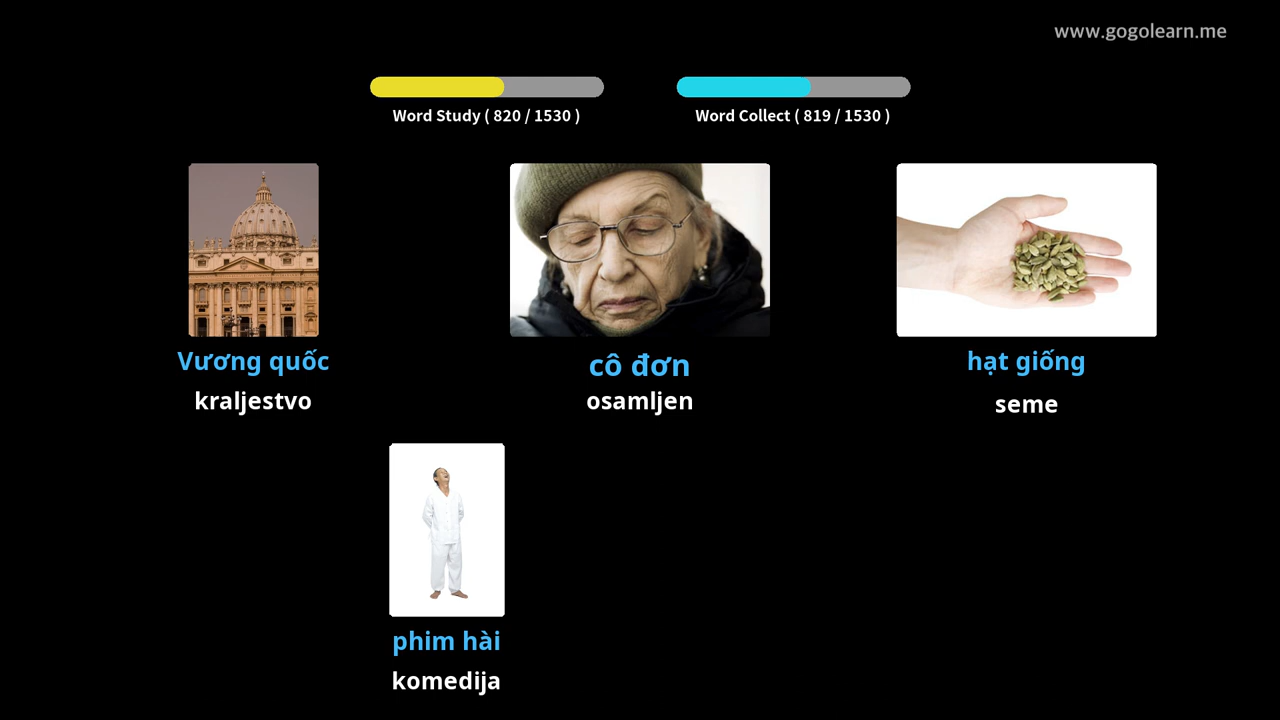 www.gogolearn.me
Word Study ( 820 / 1530 )
Word Collect ( 819 / 1530 )
Vương quốc
kraljestvo
cô đơn
osamljen
hạt giống
seme
phim hài
komedija